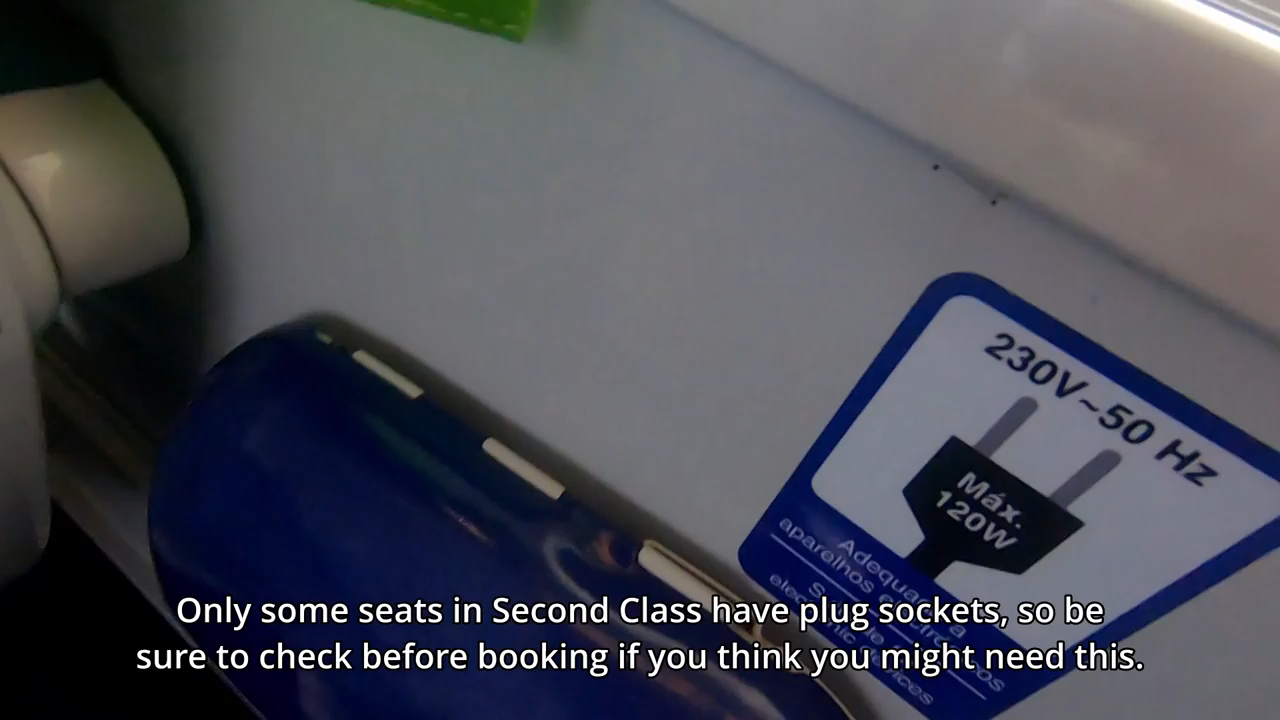 230V~50 Hz
Máx.
120W
Adequa
aparelhos
Only some seats in Second Class have plug sockets, so be
sure to check before booking if you think you might need this.